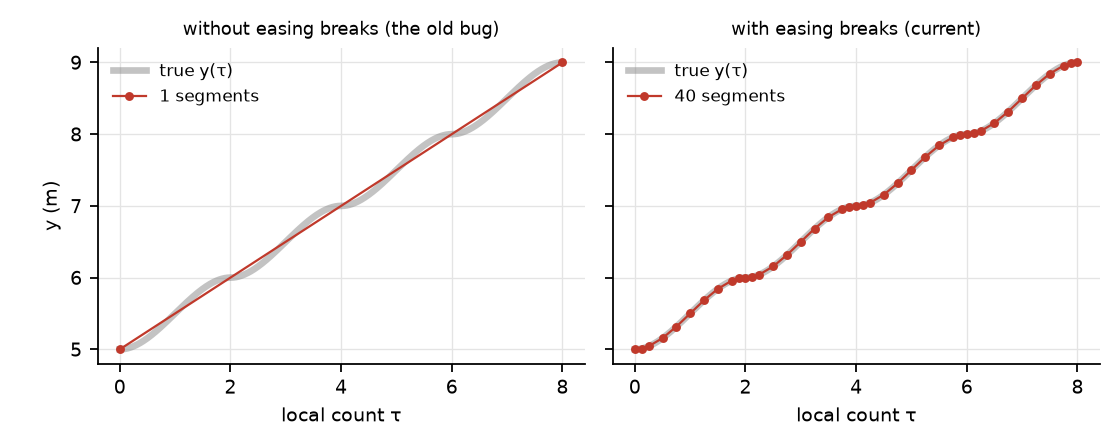 without easing breaks (the old bug)
true y(τ)
1 segments
9
8
7
6
5
y (m)
0 2 4 6 8
local count τ
with easing breaks (current)
true y(τ)
40 segments
0 2 4 6 8
local count τ